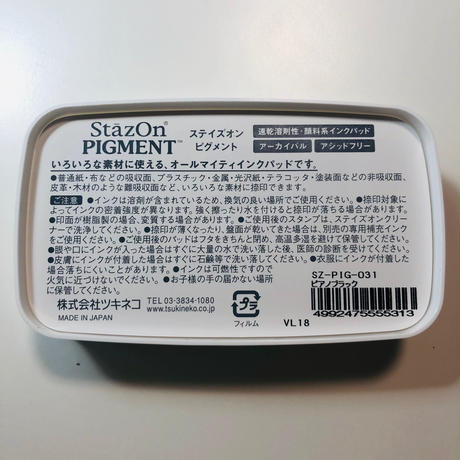 StāzOn
PIGMENT™
ステイズオン
ピグメント
速乾溶剤性・顔料系インクパッド
アーカイバル
アシッドフリー
いろいろな素材に使える、オールマイティインクパッドです。
●普通紙・布などの吸収面、プラスチック・金属・光沢紙・テラコッタ・塗装面などの非吸収面、
皮革・木材のような難吸収面など、いろいろな素材に捺印できます。
ご注意 ●インクは溶剤が含まれているため、換気の良い場所でご使用ください。●捺印対象に
よってインクの密着強度が異なります。強く擦ったり水を付けると捺印が落ちる場合があります。
●印面が樹脂製の場合、変質する場合があります。●ご使用後のスタンプは、ステイズオンクリー
ナーで洗浄してください。●捺印が薄くなったり、盤面が乾いてきた場合は、別売の専用補充インク
をご使用ください。●ご使用後のパッドはフタをきちんと閉め、高温多湿を避けて保管してください。
●眼や口にインクが入った場合はすぐに大量の水で洗い落した後、医師の診断を受けてください。
●皮膚にインクが付着した場合はすぐに石鹸等で洗い落してください。●衣服にインクが付着した
場合落ちにくいことがあります。●インクは可燃性ですので
火気に近づけないでください。●お子様の手の届かない場所
に保管してください。
株式会社ツキネコ
MADE IN JAPAN
TEL 03-3834-1080
www.tsukineko.co.jp
プラ
フィルム
VL18
SZ-PIG-031
ピアノブラック
4992475555313